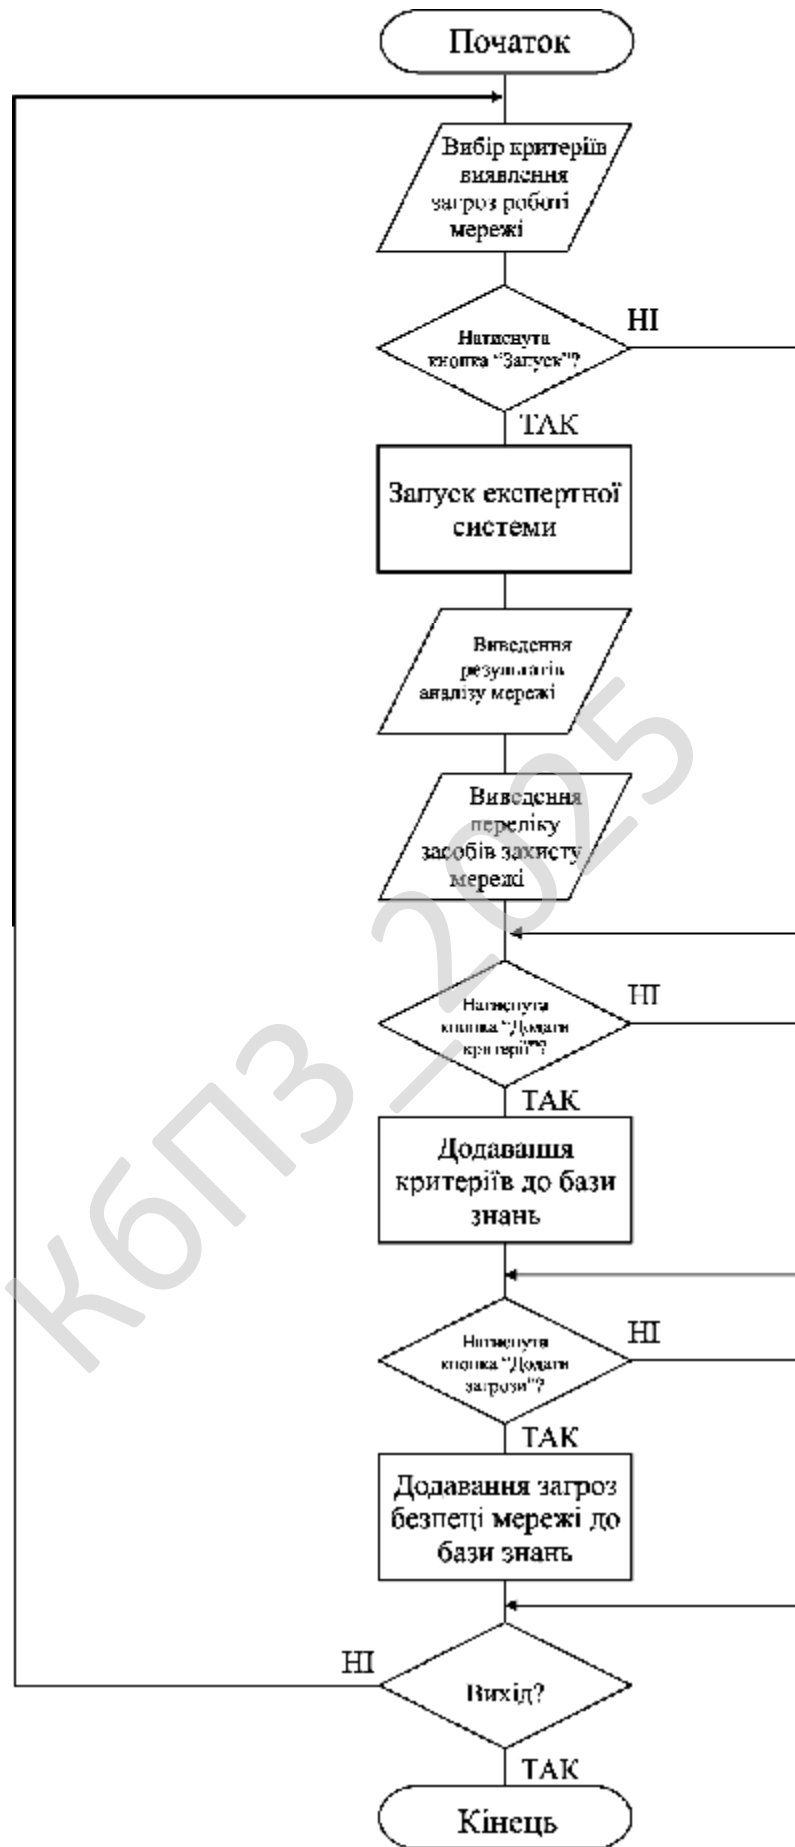 Початок
Вибір критеріїв
виявлення
загроз роботі
мережі
Натиснута
кнопка “Запуск”?
НІ
ТАК
Запуск експертної
системи
Виведення
результатів
аналізу мережі
Виведення
переліку
засобів захисту
мережі
Натиснута
кнопка “Додати
критерії”?
НІ
ТАК
Додавання
критеріїв до бази
знань
Натиснута
кнопка “Додати
загрози”?
НІ
ТАК
Додавання загроз
безпеці мережі до
бази знань
НІ
Вихід?
ТАК
Кінець
КбПЗ_2025